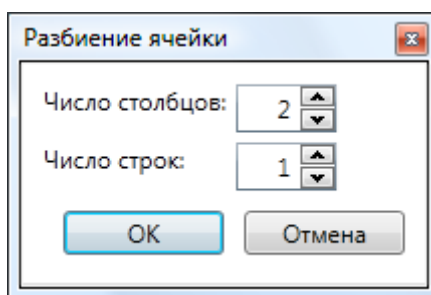 Разбиение ячейки
Число столбцов: 2
Число строк: 1
ОК Отмена